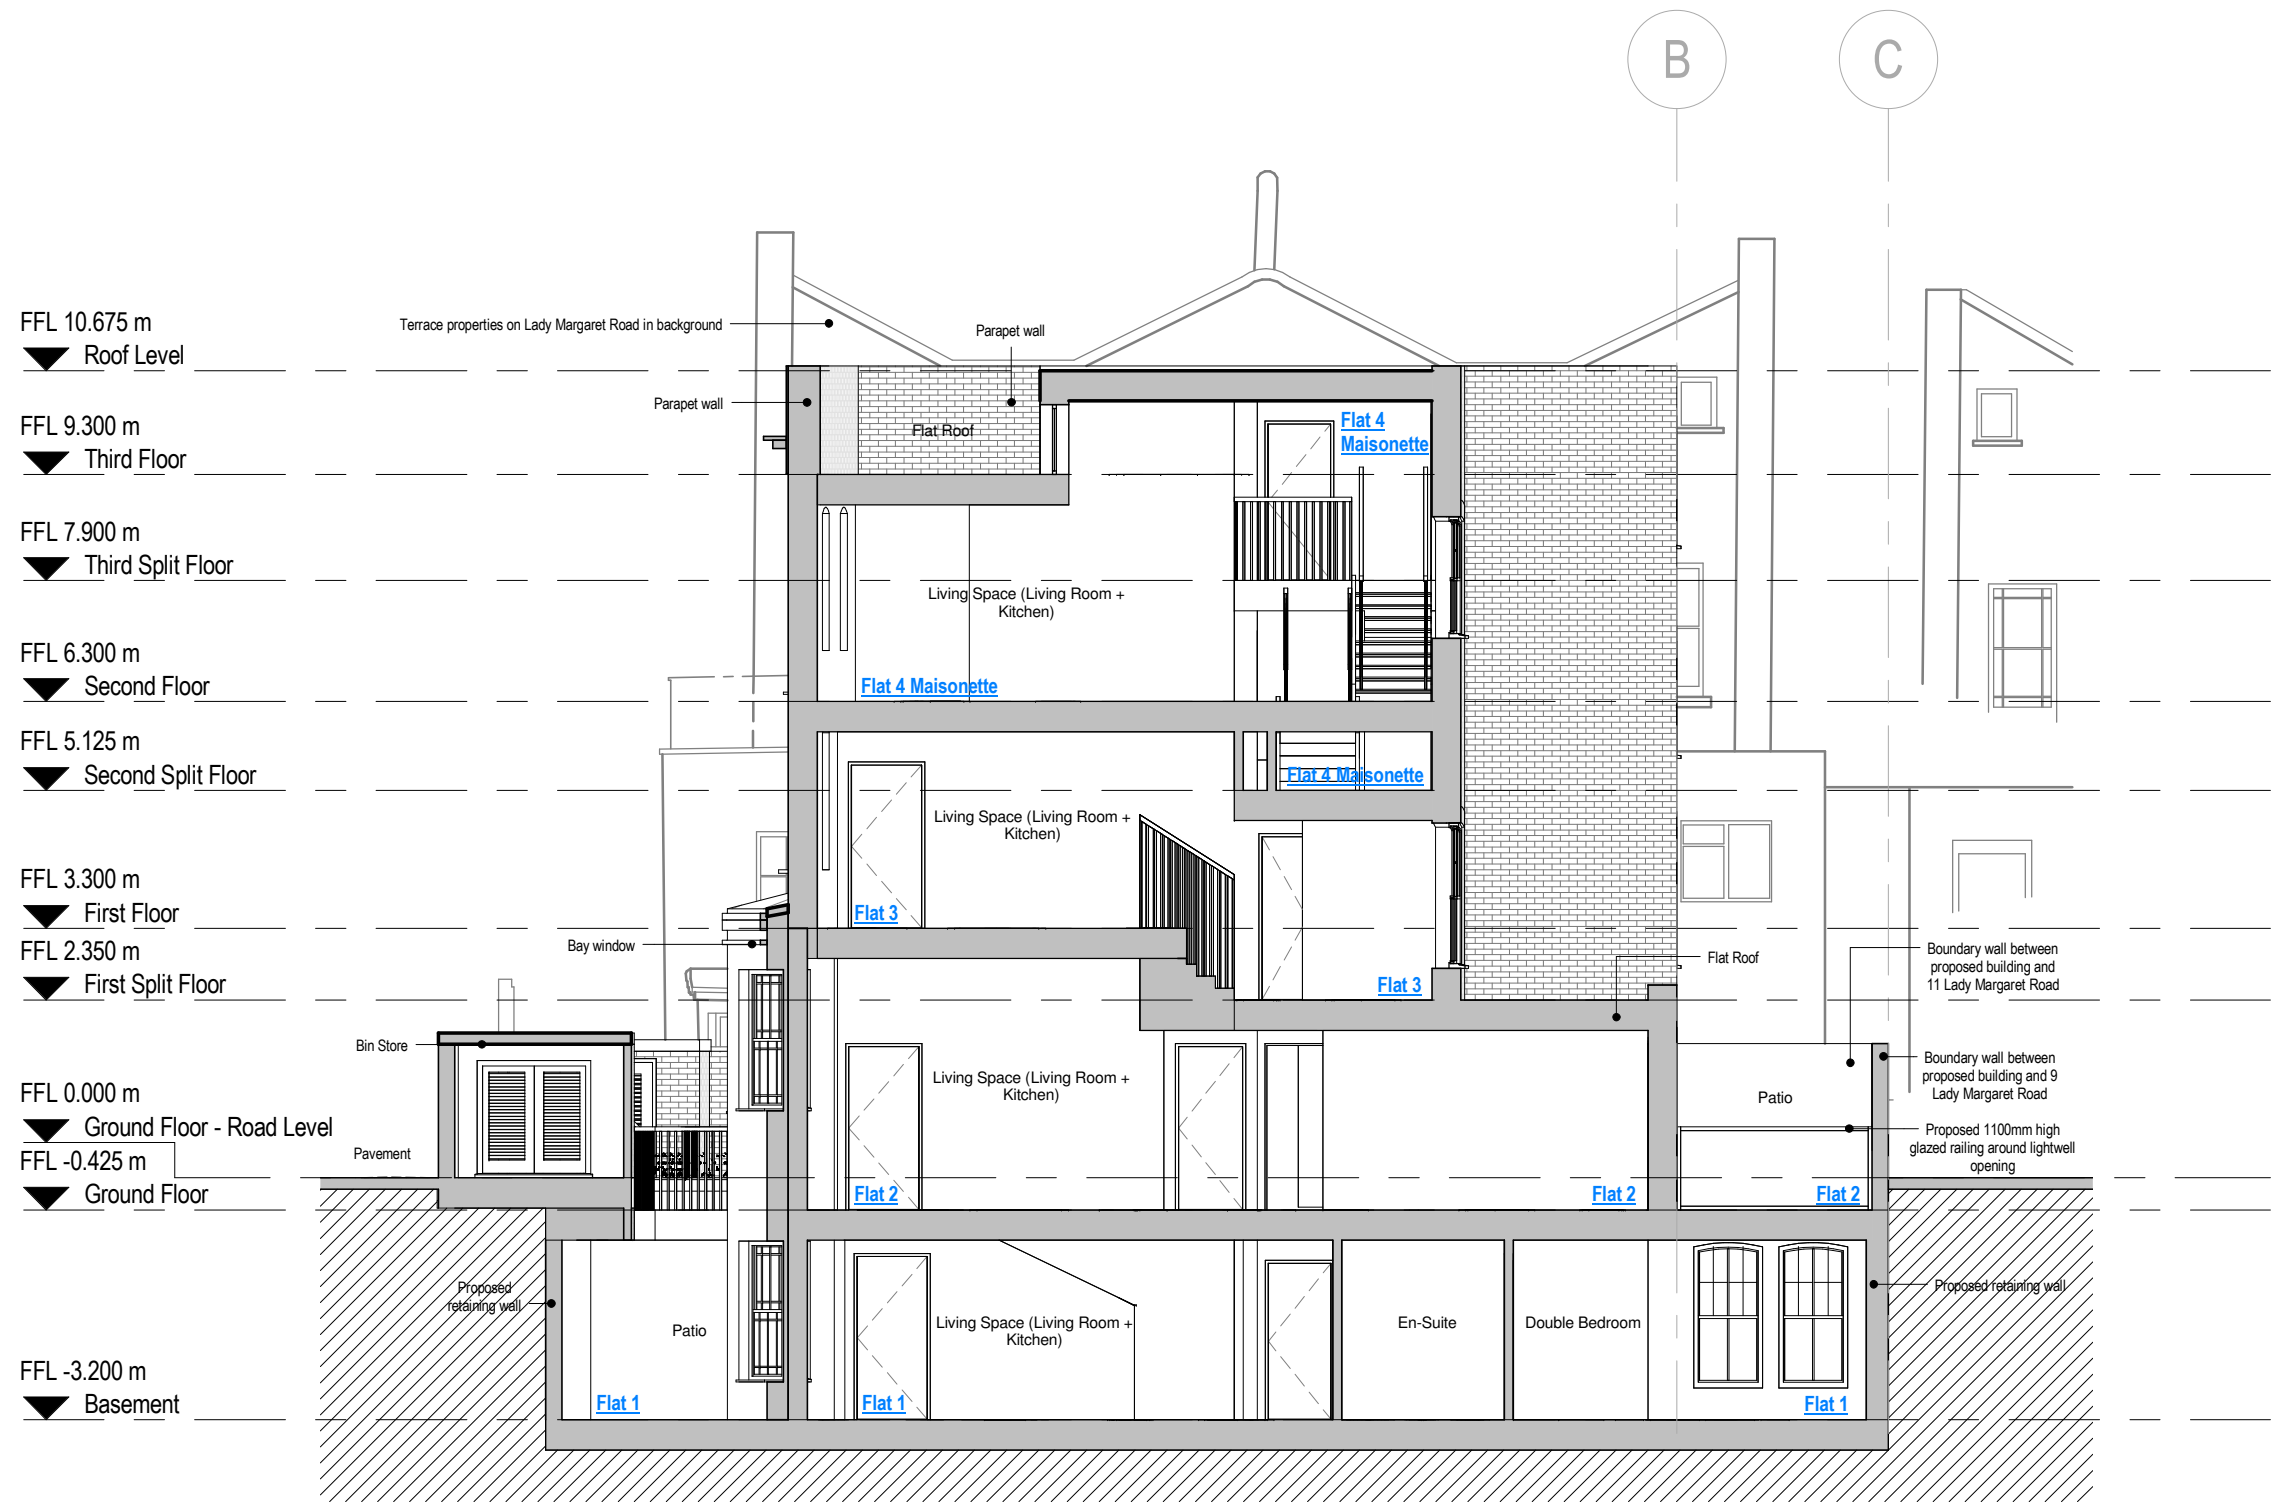 B
C
FFL 10.675 m
Roof Level
Terrace properties on Lady Margaret Road in background
Parapet wall
Parapet wall
FFL 9.300 m
Third Floor
Flat Roof
Flat 4
Maisonette
FFL 7.900 m
Third Split Floor
Living Space (Living Room +
Kitchen)
FFL 6.300 m
Second Floor
Flat 4 Maisonette
FFL 5.125 m
Second Split Floor
Flat 4 Maisonette
Living Space (Living Room +
Kitchen)
FFL 3.300 m
First Floor
Flat 3
Bay window
FFL 2.350 m
First Split Floor
Flat 3
Flat Roof
Boundary wall between
proposed building and
11 Lady Margaret Road
Bin Store
Living Space (Living Room +
Kitchen)
Boundary wall between
proposed building and 9
Lady Margaret Road
Patio
FFL 0.000 m
Ground Floor - Road Level
Pavement
Proposed 1100mm high
glazed railing around lightwell
opening
FFL -0.425 m
Ground Floor
Flat 2
Flat 2
Flat 2
Proposed
retaining wall
Proposed retaining wall
Patio
Living Space (Living Room +
Kitchen)
En-Suite
Double Bedroom
FFL -3.200 m
Basement
Flat 1
Flat 1
Flat 1